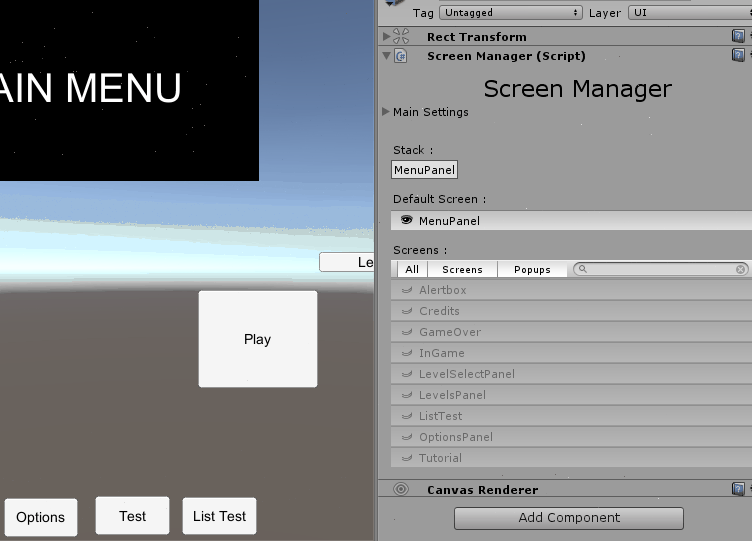 AIN MENU
Le
Play
Options
Test
List Test
Tag Untagged Layer UI
Rect Transform
Screen Manager (Script)
Screen Manager
Main Settings
Stack :
MenuPanel
Default Screen :
MenuPanel
Screens :
All Screens Popups
Alertbox
Credits
GameOver
InGame
LevelSelectPanel
LevelsPanel
ListTest
OptionsPanel
Tutorial
Canvas Renderer
Add Component